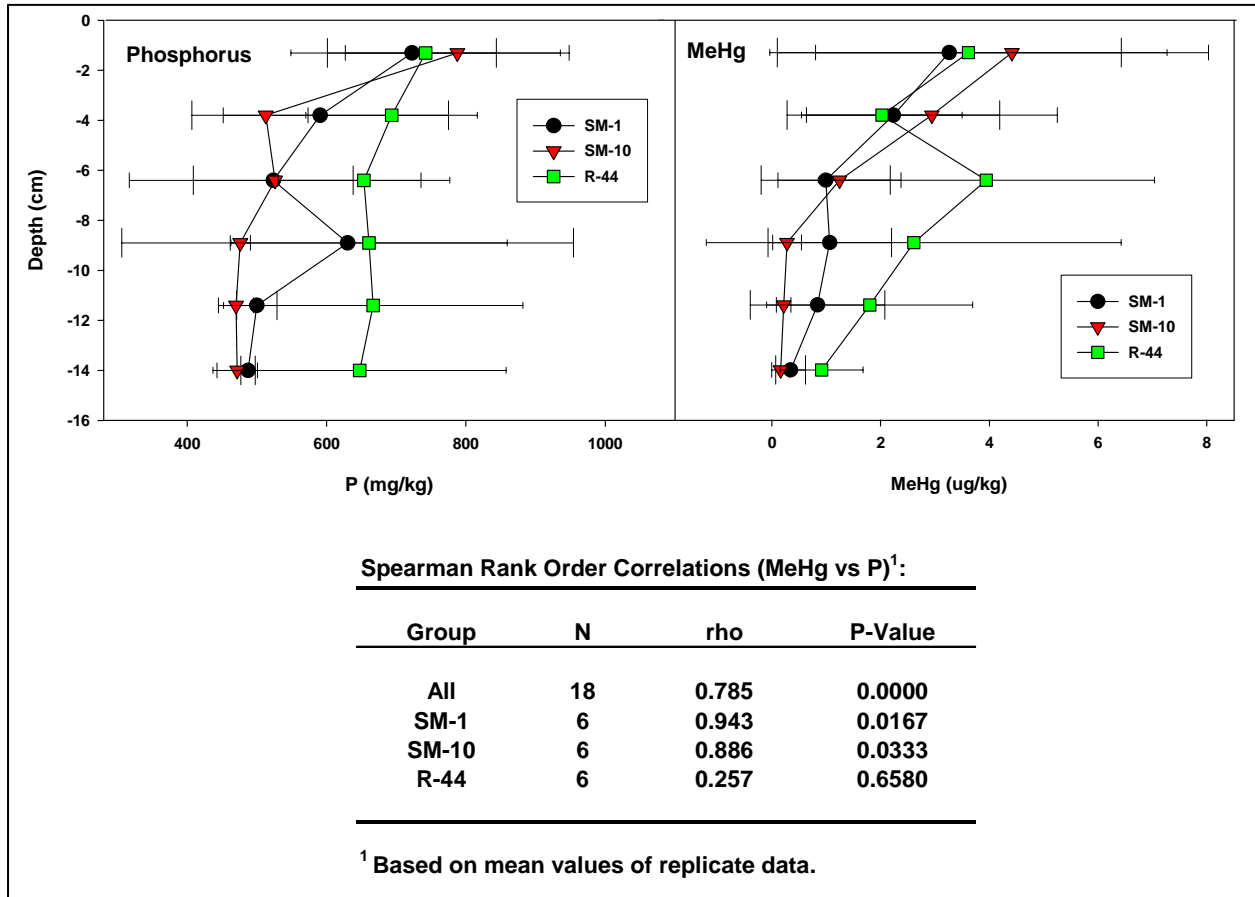 Phosphorus
MeHg
Depth (cm)
0
-2
-4
-6
-8
-10
-12
-14
-16
SM-1
SM-10
R-44
SM-1
SM-10
R-44
400 600 800 1000
0 2 4 6 8
P (mg/kg)
MeHg (ug/kg)
Spearman Rank Order Correlations (MeHg vs P)¹:
Group N rho P-Value
All 18 0.785 0.0000
SM-1 6 0.943 0.0167
SM-10 6 0.886 0.0333
R-44 6 0.257 0.6580
¹ Based on mean values of replicate data.